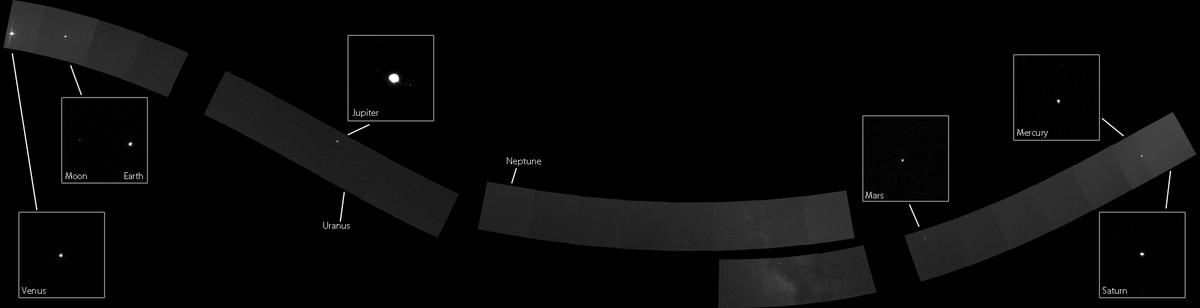 Venus
Moon
Earth
Jupiter
Uranus
Neptune
Mars
Mercury
Saturn